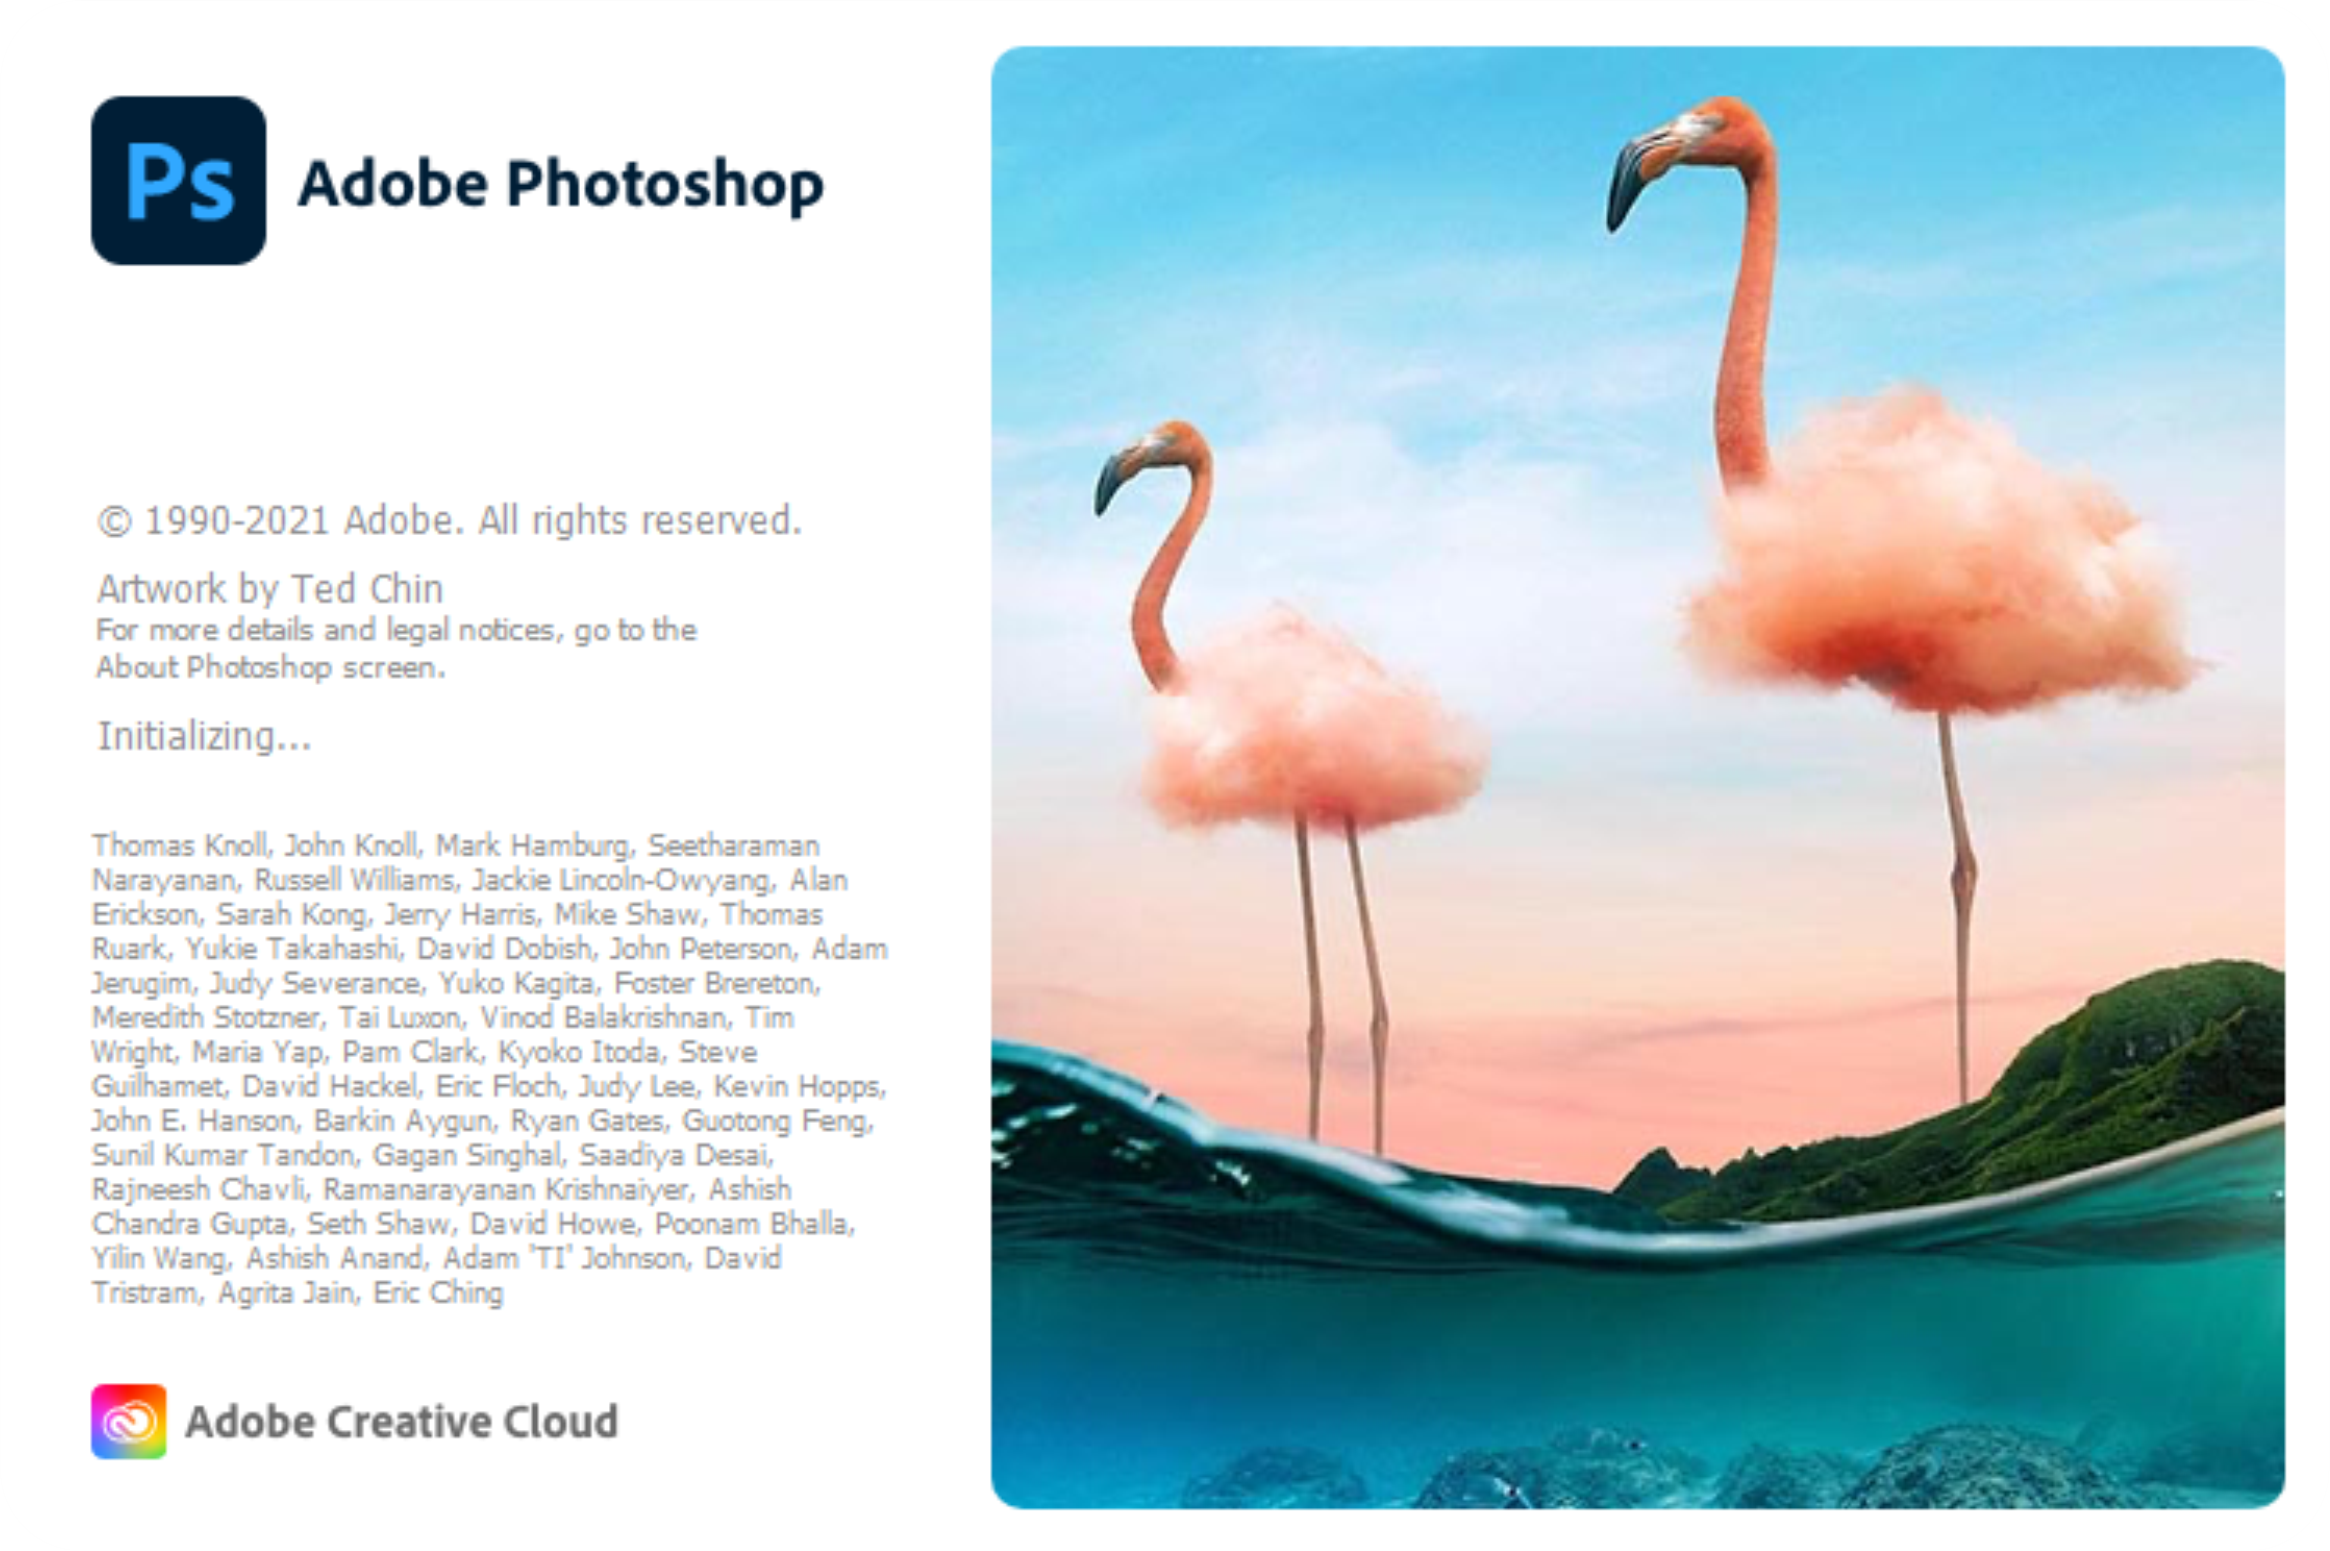 Ps
Adobe Photoshop
© 1990-2021 Adobe. All rights reserved.
Artwork by Ted Chin
For more details and legal notices, go to the
About Photoshop screen.
Initializing...
Thomas Knoll, John Knoll, Mark Hamburg, Seetharaman
Narayanan, Russell Williams, Jackie Lincoln-Owyang, Alan
Erickson, Sarah Kong, Jerry Harris, Mike Shaw, Thomas
Ruark, Yukie Takahashi, David Dobish, John Peterson, Adam
Jerugim, Judy Severance, Yuko Kagita, Foster Brereton,
Meredith Stotzner, Tai Luxon, Vinod Balakrishnan, Tim
Wright, Maria Yap, Pam Clark, Kyoko Itoda, Steve
Guilhamet, David Hackel, Eric Floch, Judy Lee, Kevin Hopps,
John E. Hanson, Barkin Aygun, Ryan Gates, Guotong Feng,
Sunil Kumar Tandon, Gagan Singhal, Saadiya Desai,
Rajneesh Chavli, Ramanarayanan Krishnaiyer, Ashish
Chandra Gupta, Seth Shaw, David Howe, Poonam Bhalla,
Yilin Wang, Ashish Anand, Adam 'TI' Johnson, David
Tristram, Agrita Jain, Eric Ching
Adobe Creative Cloud